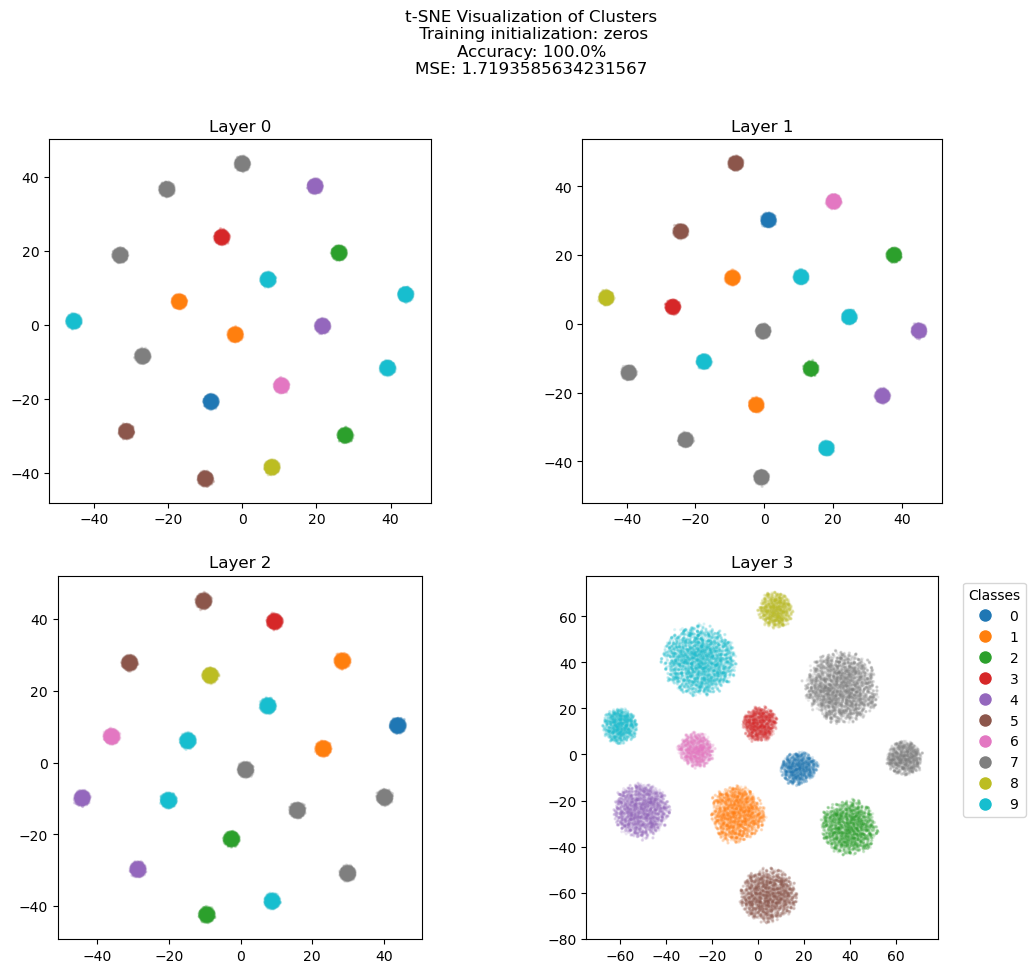 t-SNE Visualization of Clusters
Training initialization: zeros
Accuracy: 100.0%
MSE: 1.7193585634231567
Layer 0
40
20
0
−20
−40
−40 −20 0 20 40
Layer 1
40
20
0
−20
−40
−40 −20 0 20 40
Layer 2
40
20
0
−20
−40
−40 −20 0 20 40
Layer 3
60
40
20
0
−20
−40
−60
−80
−60 −40 −20 0 20 40 60
Classes
0
1
2
3
4
5
6
7
8
9